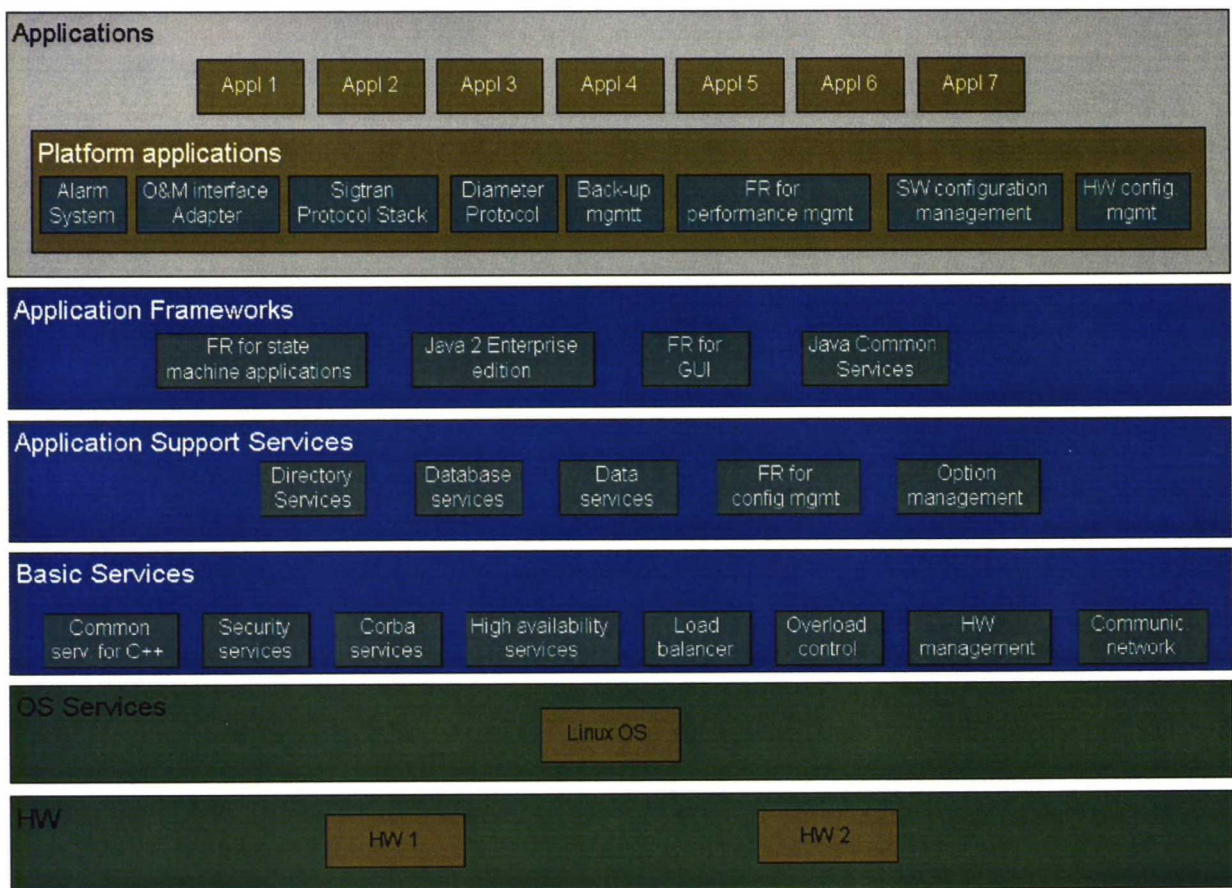 Applications
Appl 1 Appl 2 Appl 3 Appl 4 Appl 5 Appl 6 Appl 7
Platform applications
Alarm
System
O&M interface
Adapter
Sigtran
Protocol Stack
Diameter
Protocol
Back-up
mgmtt
FR for
performance mgmt
SW configuration
management
HW config.
mgmt
Application Frameworks
FR for state
machine applications
Java 2 Enterprise
edition
FR for
GUI
Java Common
Services
Application Support Services
Directory
Services
Database
services
Data
services
FR for
config mgmt
Option
management
Basic Services
Common
serv. for C++
Security
services
Corba
services
High availability
services
Load
balancer
Overload
control
HW
management
Communic.
network
OS Services
Linux OS
HW
HW 1
HW 2